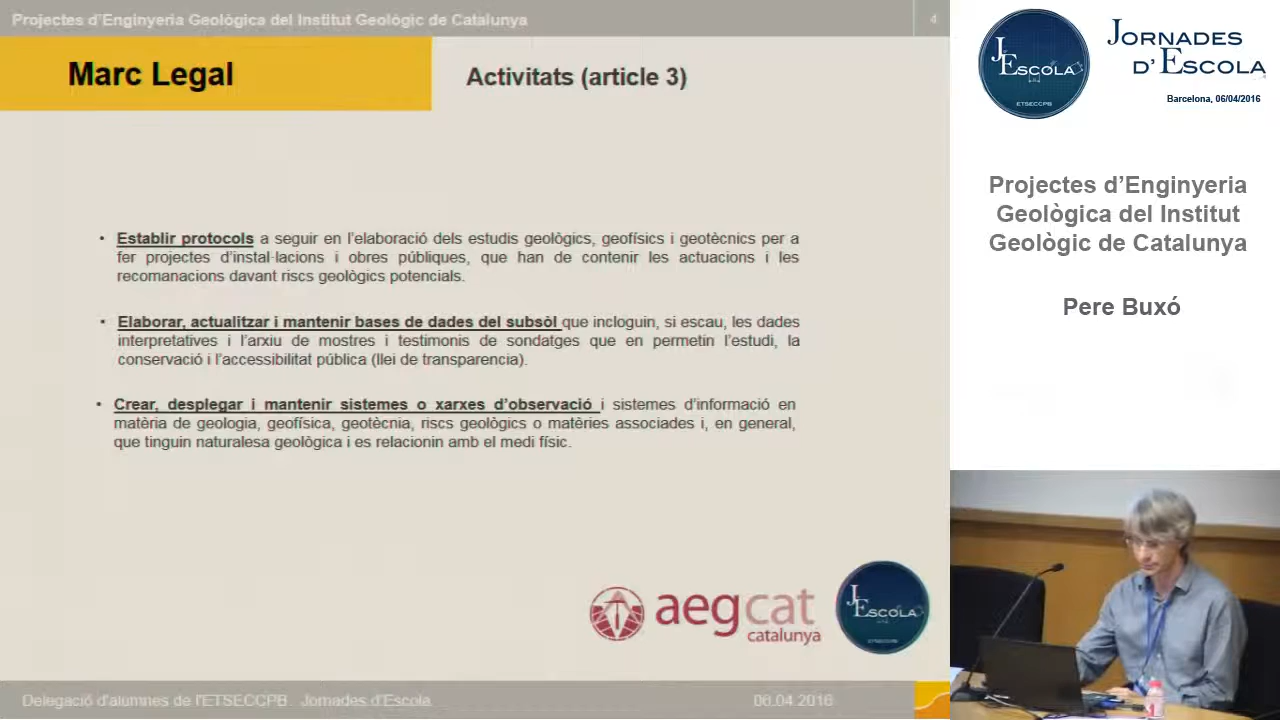 Projectes d'Enginyeria Geològica del Institut Geològic de Catalunya
4
Marc Legal
Activitats (article 3)
• Establir protocols a seguir en l'elaboració dels estudis geològics, geofísics i geotècnics per a
fer projectes d'instal·lacions i obres públiques, que han de contenir les actuacions i les
recomanacions davant riscs geològics potencials.
• Elaborar, actualitzar i mantenir bases de dades del subsòl que incloguin, si escau, les dades
interpretatives i l'arxiu de mostres i testimonis de sondatges que en permetin l'estudi, la
conservació i l'accessibilitat pública (llei de transparencia).
• Crear, desplegar i mantenir sistemes o xarxes d'observació i sistemes d'informació en
matèria de geologia, geofísica, geotècnia, riscs geològics o matèries associades i, en general,
que tinguin naturalesa geològica i es relacionin amb el medi físic.
aegcat
catalunya
JESCOLA
ETSECCPB
Delegació d'alumnes de l'ETSECCPB Jornades d'Escola
06.04.2016
JESCOLA
ETSECCPB
JORNADES
D'ESCOLA
Barcelona, 06/04/2016
Projectes d'Enginyeria
Geològica del Institut
Geològic de Catalunya
Pere Buxó